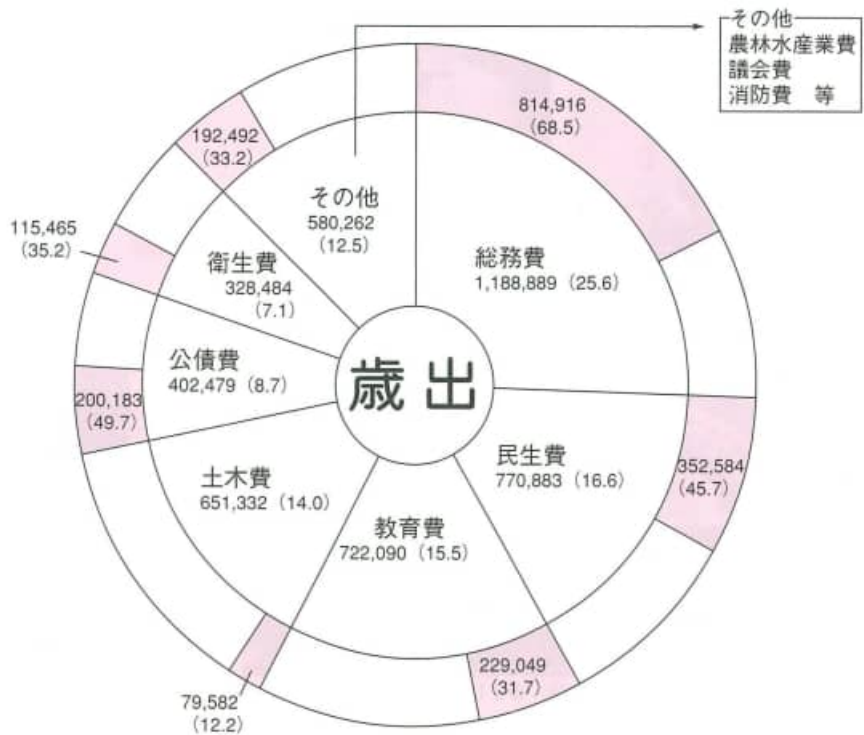 その他
農林水産業費
議会費
消防費 等
814,916
(68.5)
総務費
1,188,889 (25.6)
352,584
(45.7)
民生費
770,883 (16.6)
229,049
(31.7)
教育費
722,090 (15.5)
79,582
(12.2)
土木費
651,332 (14.0)
200,183
(49.7)
公債費
402,479 (8.7)
115,465
(35.2)
衛生費
328,484
(7.1)
192,492
(33.2)
その他
580,262
(12.5)
歳出